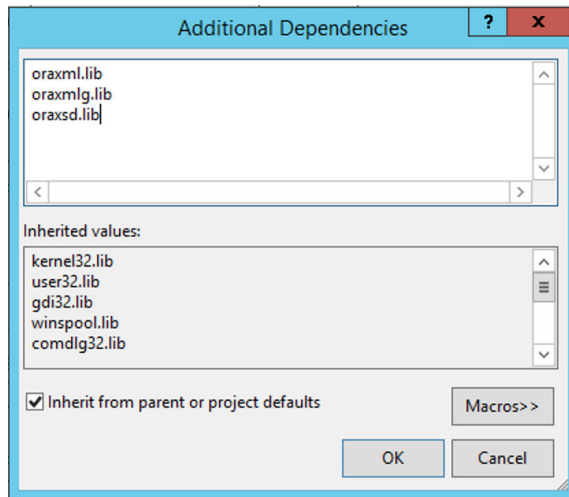 Additional Dependencies
? x
oraxml.lib
oraxmlg.lib
oraxsd.lib
Inherited values:
kernel32.lib
user32.lib
gdi32.lib
winspool.lib
comdlg32.lib
Inherit from parent or project defaults
Macros>>
OK Cancel